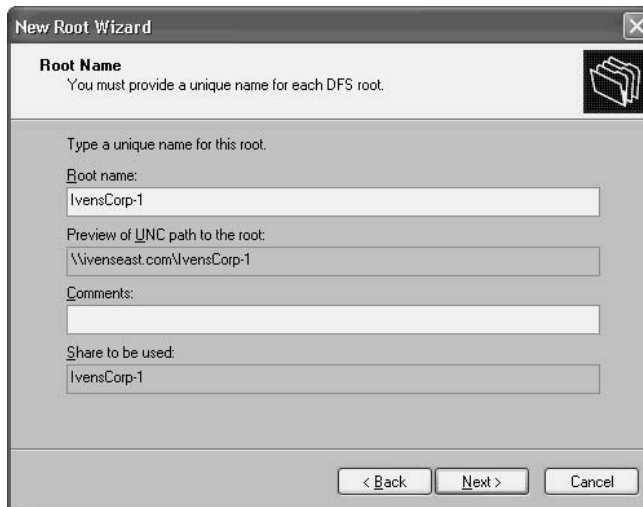 New Root Wizard
Root Name
You must provide a unique name for each DFS root.
Type a unique name for this root.
Root name:
IvensCorp-1
Preview of UNC path to the root:
\\ivenseast.com\IvensCorp-1
Comments:
Share to be used:
IvensCorp-1
< Back Next > Cancel